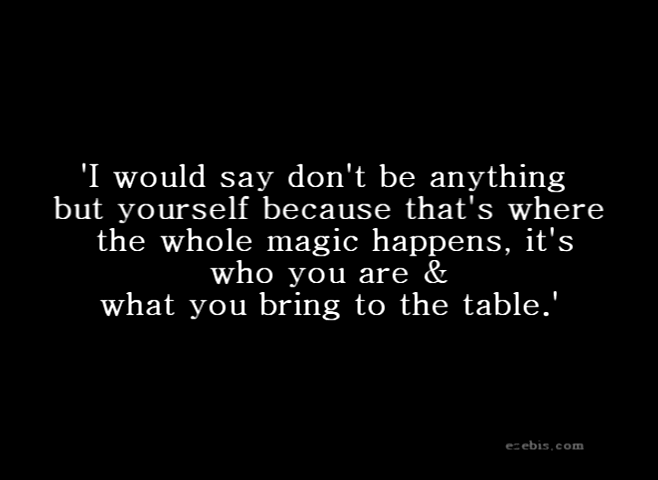 'I would say don't be anything
but yourself because that's where
the whole magic happens, it's
who you are &
what you bring to the table.'
ezebis.com